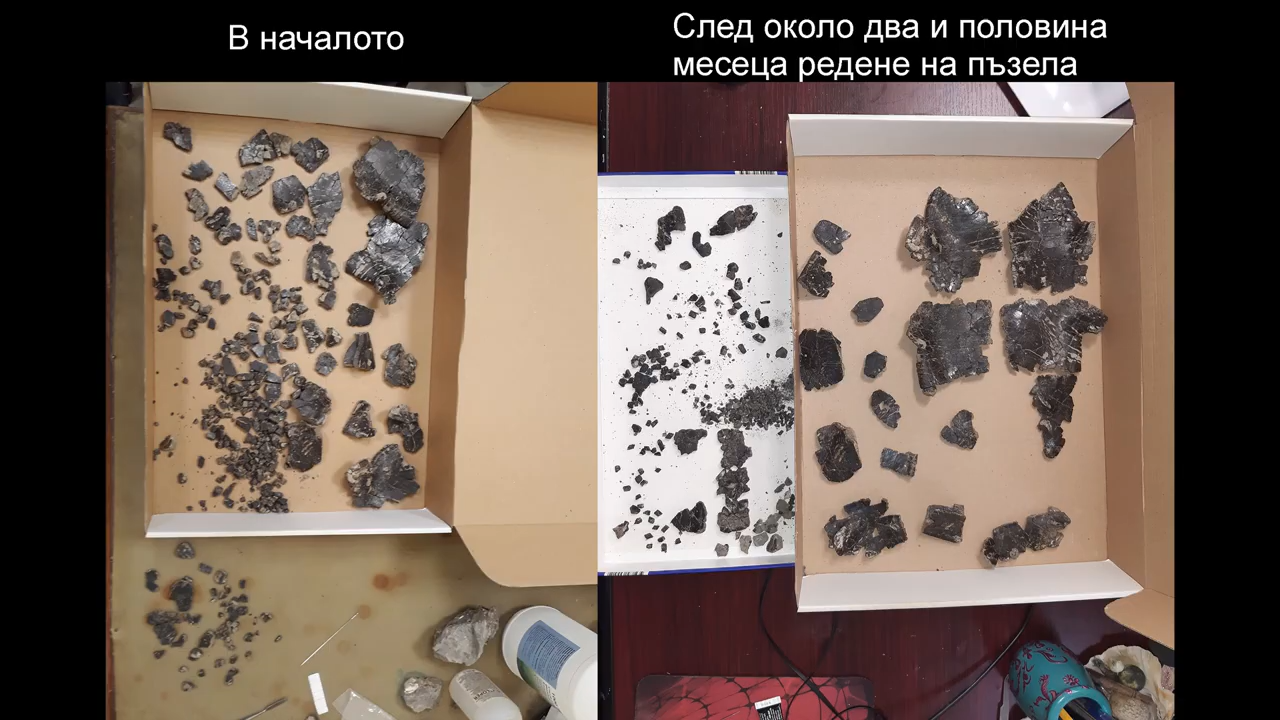 В началото
След около два и половина
месеца редене на пъзела